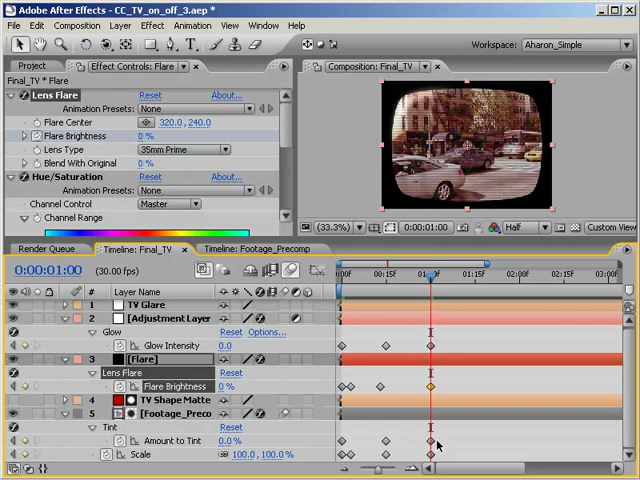 Adobe After Effects - CC_TV_on_off_3.aep *
File Edit Composition Layer Effect Animation View Window Help
Workspace: Aharon_Simple
Project Effect Controls: Flare
Composition: Final_TV
Final_TV * Flare
Lens Flare Reset About...
Animation Presets: None
Flare Center 320.0, 240.0
Flare Brightness 0 %
Lens Type 35mm Prime
Blend With Original 0 %
Hue/Saturation Reset About...
Animation Presets: None
Channel Control Master
Channel Range
(33.3%) 0:00:01:00 Half Custom View
Render Queue Timeline: Final_TV Timeline: Footage_Precomp
0:00:01:00 (30.00 fps)
# Layer Name
:00F 00:15F 01:00F 01:15F 02:00F 02:15F 03:00F
1 TV Glare
2 [Adjustment Layer
Glow Reset Options...
Glow Intensity 0.0
3 [Flare]
Lens Flare Reset
Flare Brightness 0 %
4 TV Shape Matte
5 [Footage_Preco
Tint Reset
Amount to Tint 0.0 %
Scale 100.0, 100.0 %